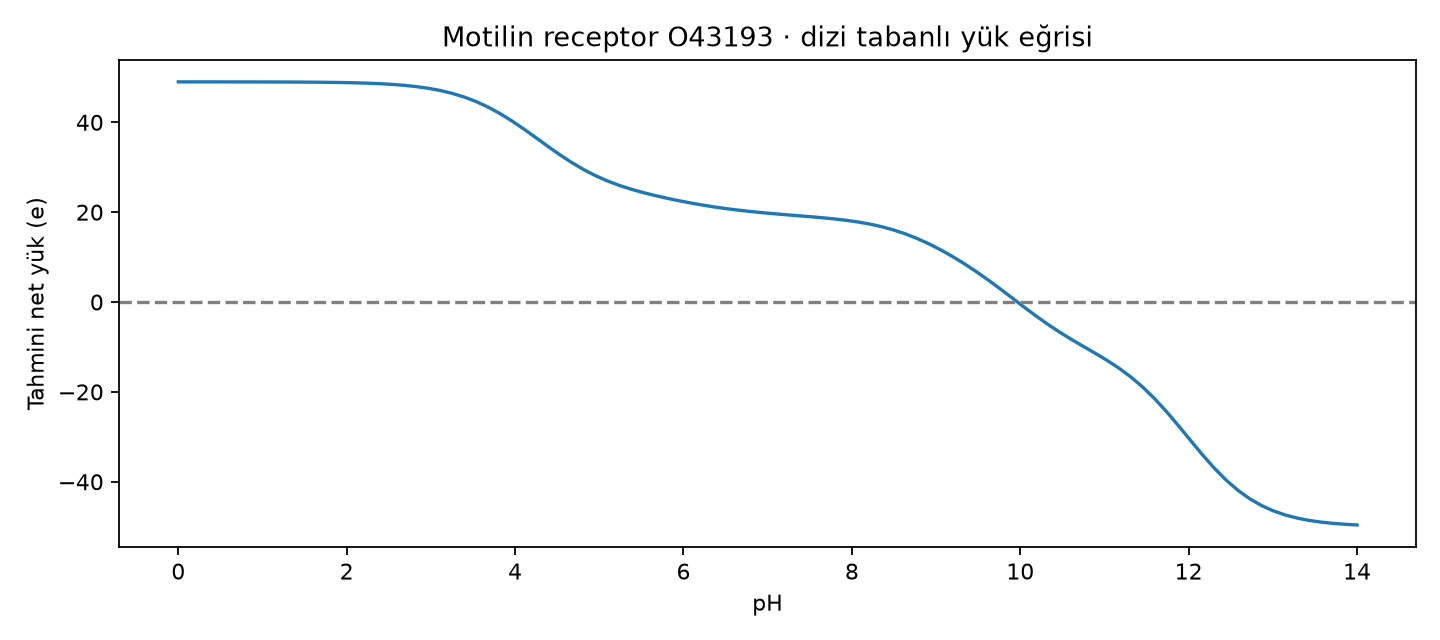 Motilin receptor O43193 · dizi tabanlı yük eğrisi
Tahmini net yük (e)
40
20
0
−20
−40
0 2 4 6 8 10 12 14
pH